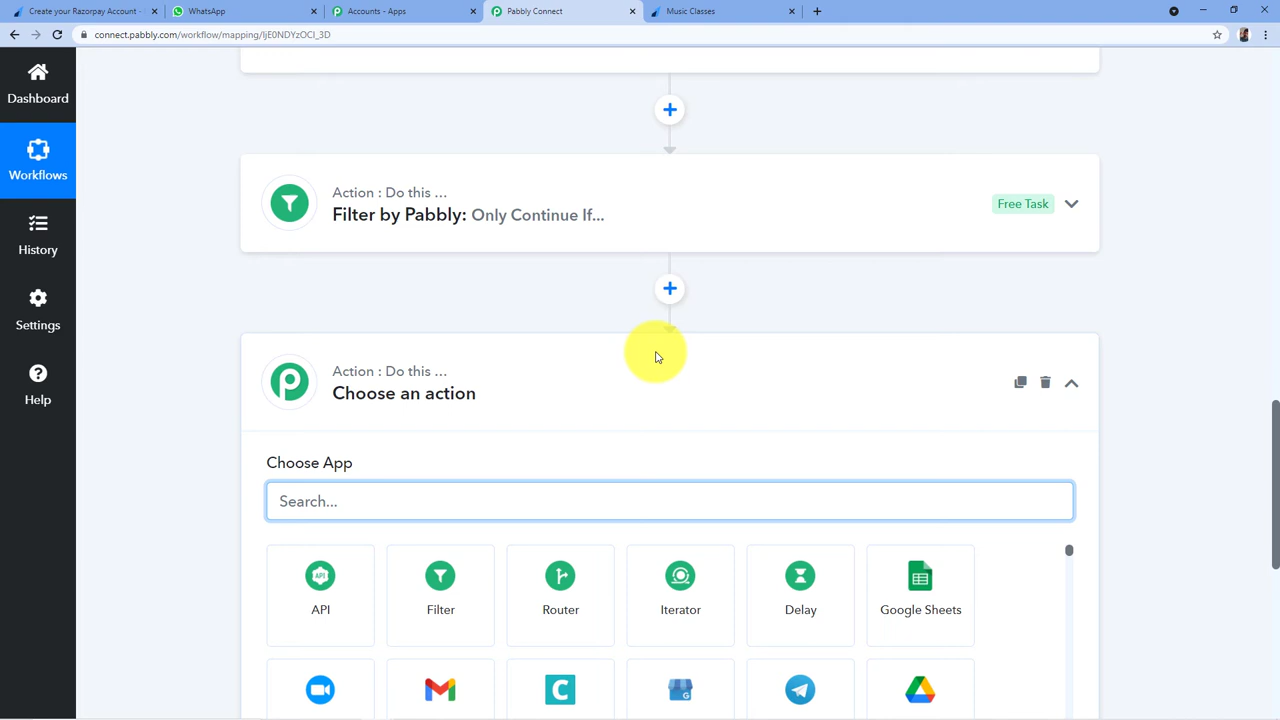 Create your Razorpay Account -
WhatsApp
Accounts - Apps
Pabbly Connect
Music Classes
connect.pabbly.com/workflow/mapping/IjE0NDYzOCI_3D
Dashboard
Workflows
History
Settings
Help
Action : Do this ...
Filter by Pabbly: Only Continue If...
Free Task
Action : Do this ...
Choose an action
Choose App
Search...
API
Filter
Router
Iterator
Delay
Google Sheets